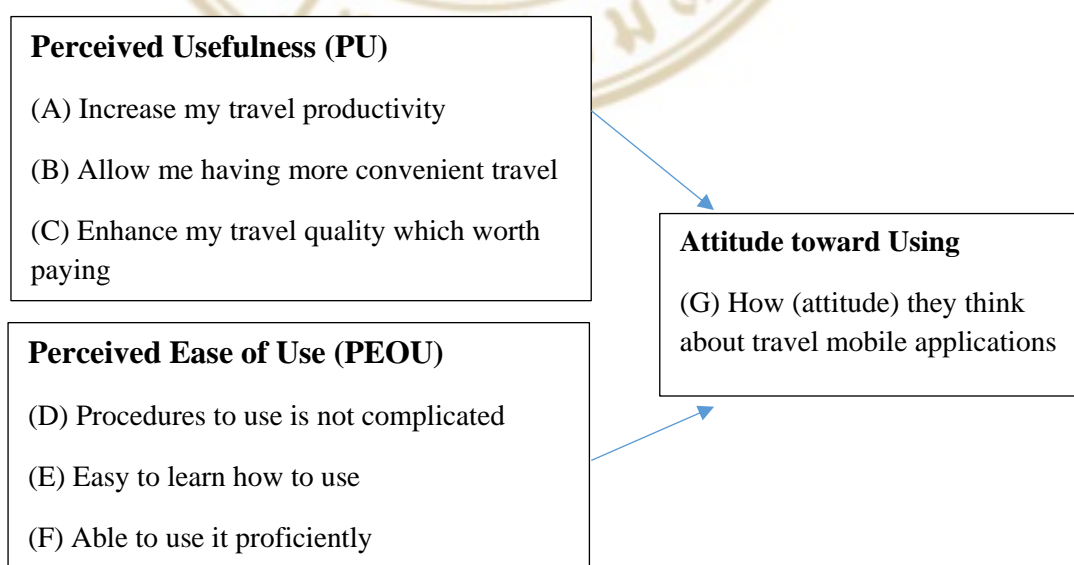 Perceived Usefulness (PU)
(A) Increase my travel productivity
(B) Allow me having more convenient travel
(C) Enhance my travel quality which worth
paying
Attitude toward Using
(G) How (attitude) they think
about travel mobile applications
Perceived Ease of Use (PEOU)
(D) Procedures to use is not complicated
(E) Easy to learn how to use
(F) Able to use it proficiently